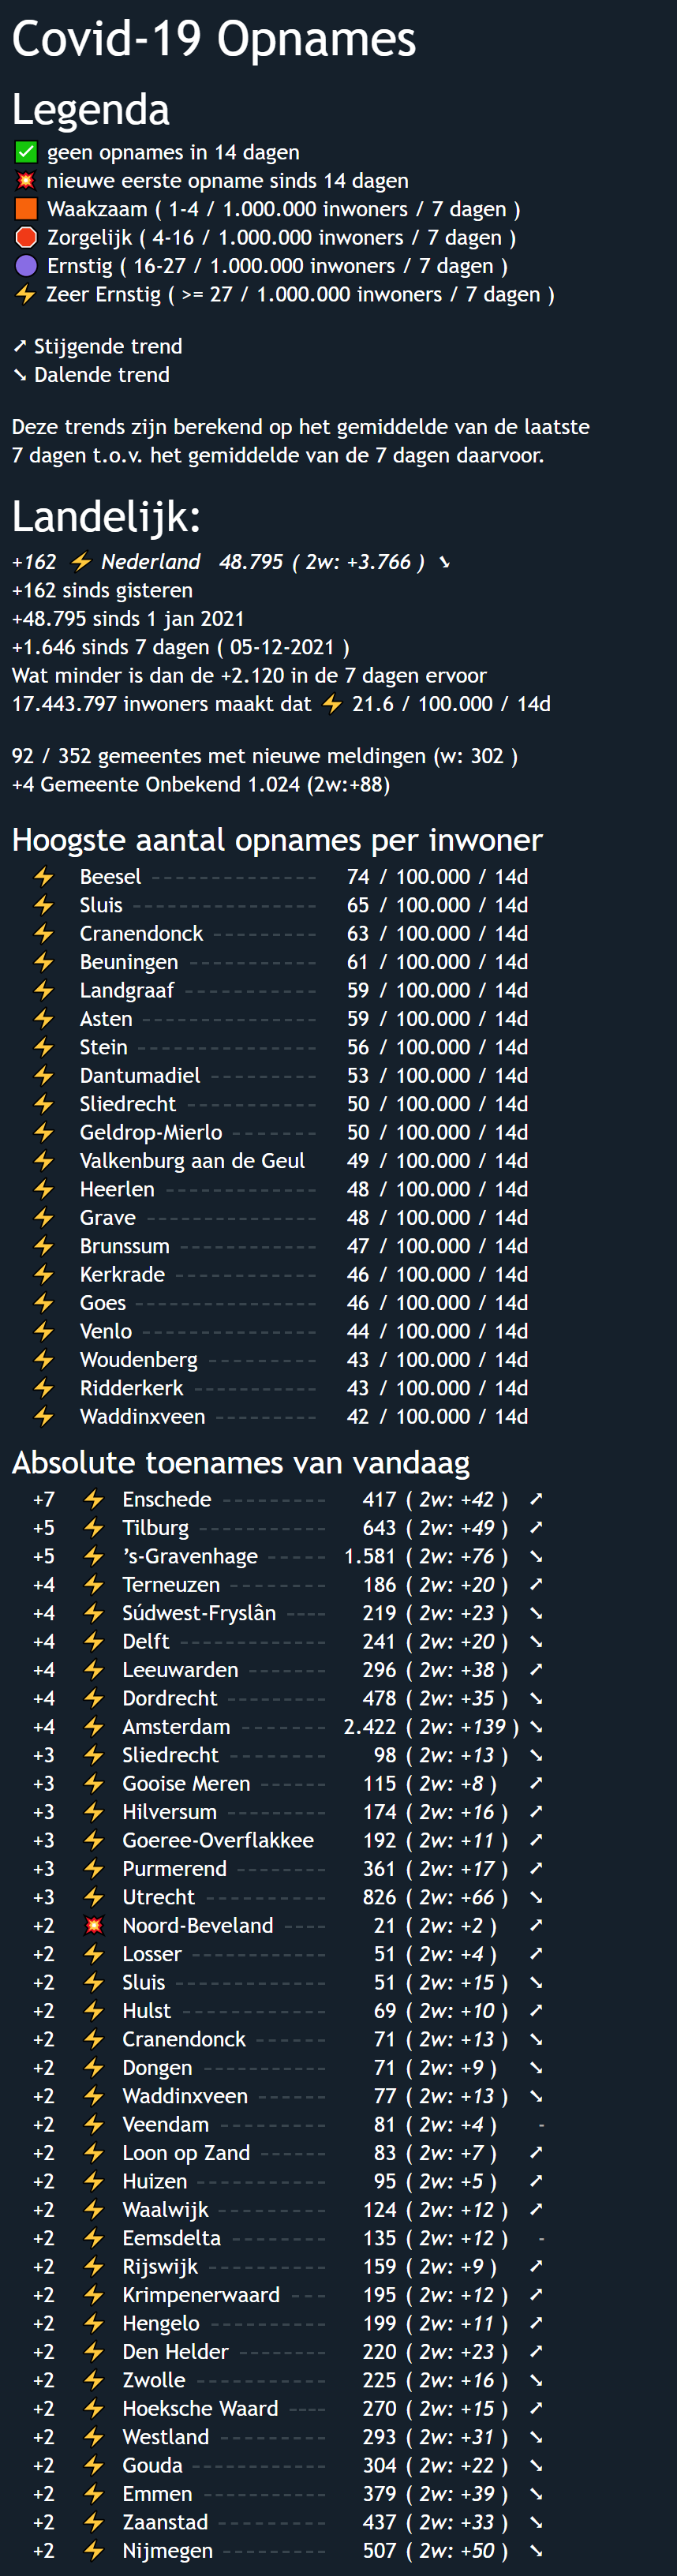 Covid-19 Opnames
Legenda
✅ geen opnames in 14 dagen
💥 nieuwe eerste opname sinds 14 dagen
🟧 Waakzaam ( 1-4 / 1.000.000 inwoners / 7 dagen )
🛑 Zorgelijk ( 4-16 / 1.000.000 inwoners / 7 dagen )
🟣 Ernstig ( 16-27 / 1.000.000 inwoners / 7 dagen )
⚡ Zeer Ernstig ( >= 27 / 1.000.000 inwoners / 7 dagen )
➚ Stijgende trend
➘ Dalende trend
Deze trends zijn berekend op het gemiddelde van de laatste
7 dagen t.o.v. het gemiddelde van de 7 dagen daarvoor.
Landelijk:
+162 ⚡ Nederland 48.795 ( 2w: +3.766 ) ➘
+162 sinds gisteren
+48.795 sinds 1 jan 2021
+1.646 sinds 7 dagen ( 05-12-2021 )
Wat minder is dan de +2.120 in de 7 dagen ervoor
17.443.797 inwoners maakt dat ⚡ 21.6 / 100.000 / 14d
92 / 352 gemeentes met nieuwe meldingen (w: 302 )
+4 Gemeente Onbekend 1.024 (2w:+88)
Hoogste aantal opnames per inwoner
⚡ Beesel 74 / 100.000 / 14d
⚡ Sluis 65 / 100.000 / 14d
⚡ Cranendonck 63 / 100.000 / 14d
⚡ Beuningen 61 / 100.000 / 14d
⚡ Landgraaf 59 / 100.000 / 14d
⚡ Asten 59 / 100.000 / 14d
⚡ Stein 56 / 100.000 / 14d
⚡ Dantumadiel 53 / 100.000 / 14d
⚡ Sliedrecht 50 / 100.000 / 14d
⚡ Geldrop-Mierlo 50 / 100.000 / 14d
⚡ Valkenburg aan de Geul 49 / 100.000 / 14d
⚡ Heerlen 48 / 100.000 / 14d
⚡ Grave 48 / 100.000 / 14d
⚡ Brunssum 47 / 100.000 / 14d
⚡ Kerkrade 46 / 100.000 / 14d
⚡ Goes 46 / 100.000 / 14d
⚡ Venlo 44 / 100.000 / 14d
⚡ Woudenberg 43 / 100.000 / 14d
⚡ Ridderkerk 43 / 100.000 / 14d
⚡ Waddinxveen 42 / 100.000 / 14d
Absolute toenames van vandaag
+7 ⚡ Enschede 417 ( 2w: +42 ) ➚
+5 ⚡ Tilburg 643 ( 2w: +49 ) ➚
+5 ⚡ ’s-Gravenhage 1.581 ( 2w: +76 ) ➘
+4 ⚡ Terneuzen 186 ( 2w: +20 ) ➚
+4 ⚡ Súdwest-Fryslân 219 ( 2w: +23 ) ➘
+4 ⚡ Delft 241 ( 2w: +20 ) ➘
+4 ⚡ Leeuwarden 296 ( 2w: +38 ) ➚
+4 ⚡ Dordrecht 478 ( 2w: +35 ) ➘
+4 ⚡ Amsterdam 2.422 ( 2w: +139 ) ➘
+3 ⚡ Sliedrecht 98 ( 2w: +13 ) ➘
+3 ⚡ Gooise Meren 115 ( 2w: +8 ) ➚
+3 ⚡ Hilversum 174 ( 2w: +16 ) ➚
+3 ⚡ Goeree-Overflakkee 192 ( 2w: +11 ) ➚
+3 ⚡ Purmerend 361 ( 2w: +17 ) ➚
+3 ⚡ Utrecht 826 ( 2w: +66 ) ➘
+2 💥 Noord-Beveland 21 ( 2w: +2 ) ➚
+2 ⚡ Losser 51 ( 2w: +4 ) ➚
+2 ⚡ Sluis 51 ( 2w: +15 ) ➘
+2 ⚡ Hulst 69 ( 2w: +10 ) ➚
+2 ⚡ Cranendonck 71 ( 2w: +13 ) ➘
+2 ⚡ Dongen 71 ( 2w: +9 ) ➘
+2 ⚡ Waddinxveen 77 ( 2w: +13 ) ➘
+2 ⚡ Veendam 81 ( 2w: +4 ) -
+2 ⚡ Loon op Zand 83 ( 2w: +7 ) ➚
+2 ⚡ Huizen 95 ( 2w: +5 ) ➚
+2 ⚡ Waalwijk 124 ( 2w: +12 ) ➚
+2 ⚡ Eemsdelta 135 ( 2w: +12 ) -
+2 ⚡ Rijswijk 159 ( 2w: +9 ) ➚
+2 ⚡ Krimpenerwaard 195 ( 2w: +12 ) ➚
+2 ⚡ Hengelo 199 ( 2w: +11 ) ➚
+2 ⚡ Den Helder 220 ( 2w: +23 ) ➚
+2 ⚡ Zwolle 225 ( 2w: +16 ) ➘
+2 ⚡ Hoeksche Waard 270 ( 2w: +15 ) ➚
+2 ⚡ Westland 293 ( 2w: +31 ) ➘
+2 ⚡ Gouda 304 ( 2w: +22 ) ➘
+2 ⚡ Emmen 379 ( 2w: +39 ) ➘
+2 ⚡ Zaanstad 437 ( 2w: +33 ) ➘
+2 ⚡ Nijmegen 507 ( 2w: +50 ) ➘